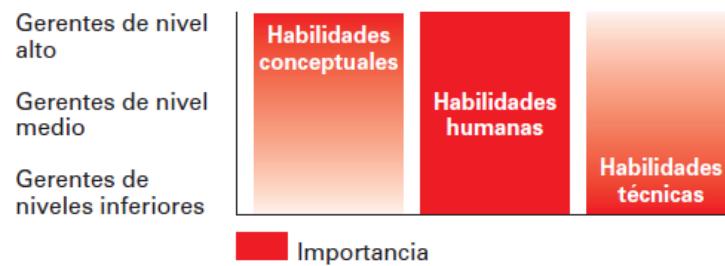 Gerentes de nivel
alto
Gerentes de nivel
medio
Gerentes de
niveles inferiores
Habilidades
conceptuales
Habilidades
humanas
Habilidades
técnicas
Importancia